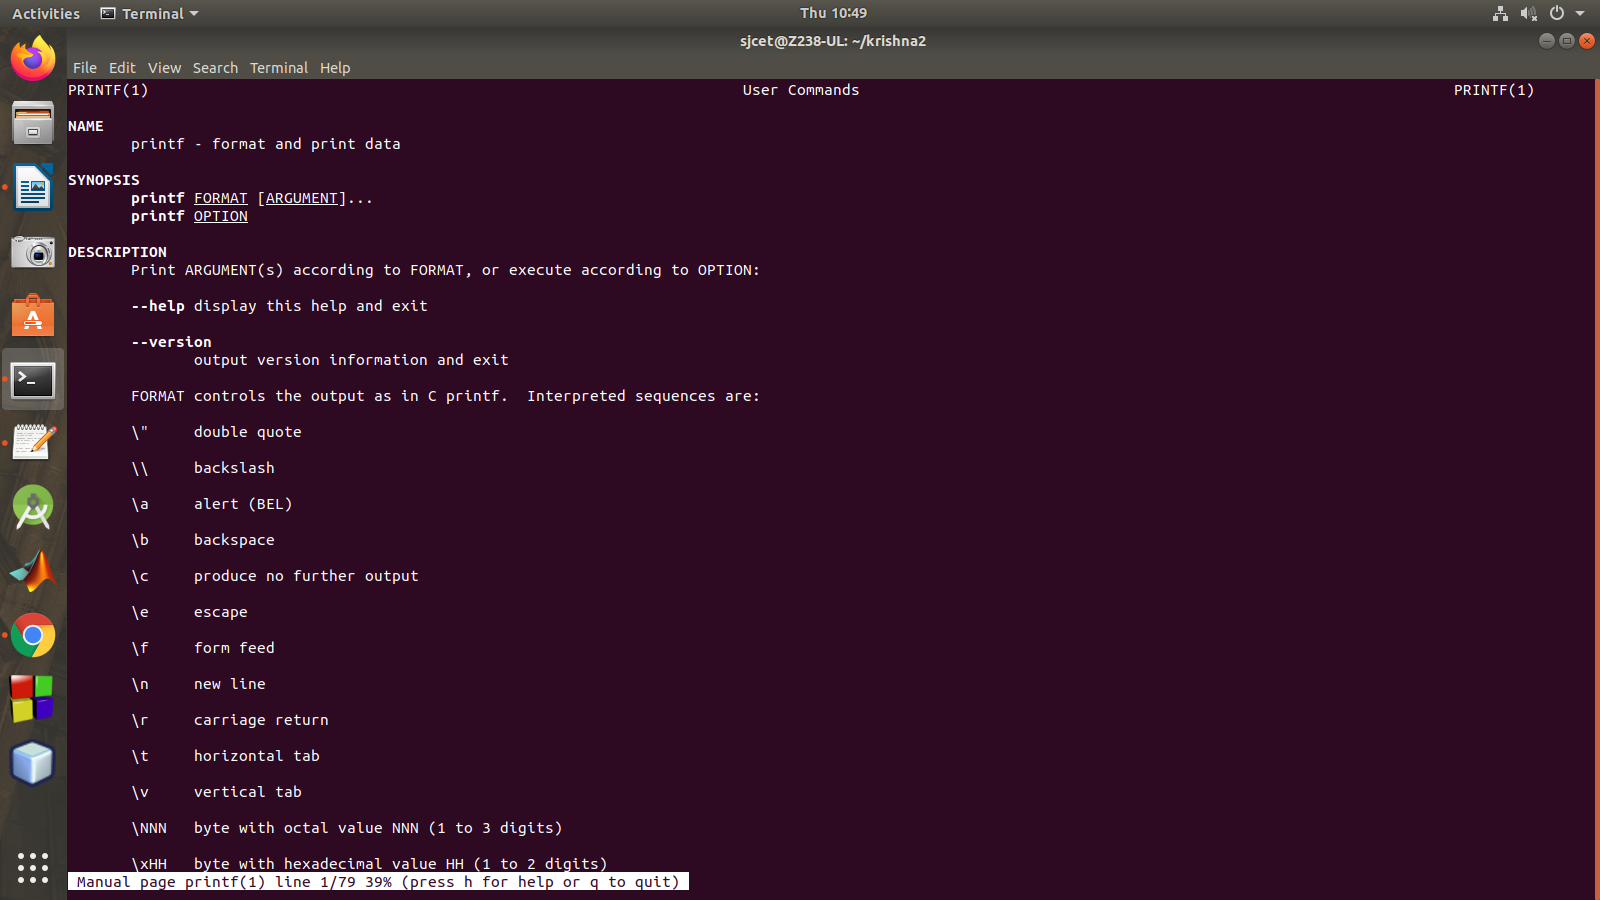 Activities Terminal Thu 10:49
sjcet@Z238-UL: ~/krishna2
File Edit View Search Terminal Help
PRINTF(1) User Commands PRINTF(1)
NAME
printf - format and print data
SYNOPSIS
printf FORMAT [ARGUMENT]...
printf OPTION
DESCRIPTION
Print ARGUMENT(s) according to FORMAT, or execute according to OPTION:
--help display this help and exit
--version
output version information and exit
FORMAT controls the output as in C printf.  Interpreted sequences are:
\" double quote
\\ backslash
\a alert (BEL)
\b backspace
\c produce no further output
\e escape
\f form feed
\n new line
\r carriage return
\t horizontal tab
\v vertical tab
\NNN byte with octal value NNN (1 to 3 digits)
\xHH byte with hexadecimal value HH (1 to 2 digits)
Manual page printf(1) line 1/79 39% (press h for help or q to quit)